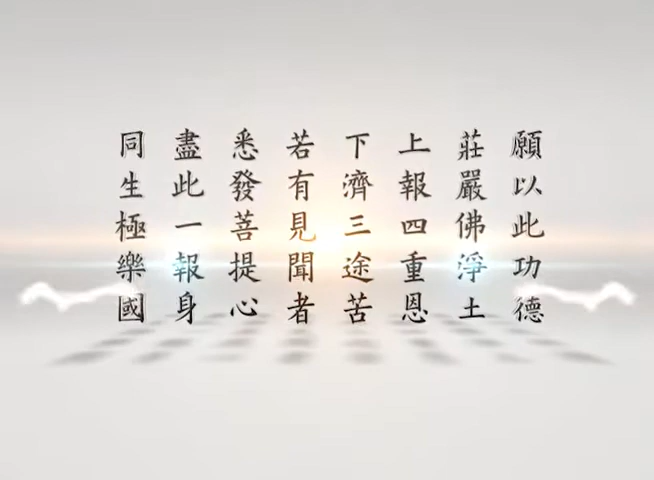 願以此功德
莊嚴佛淨土
上報四重恩
下濟三途苦
若有見聞者
悉發菩提心
盡此一報身
同生極樂國